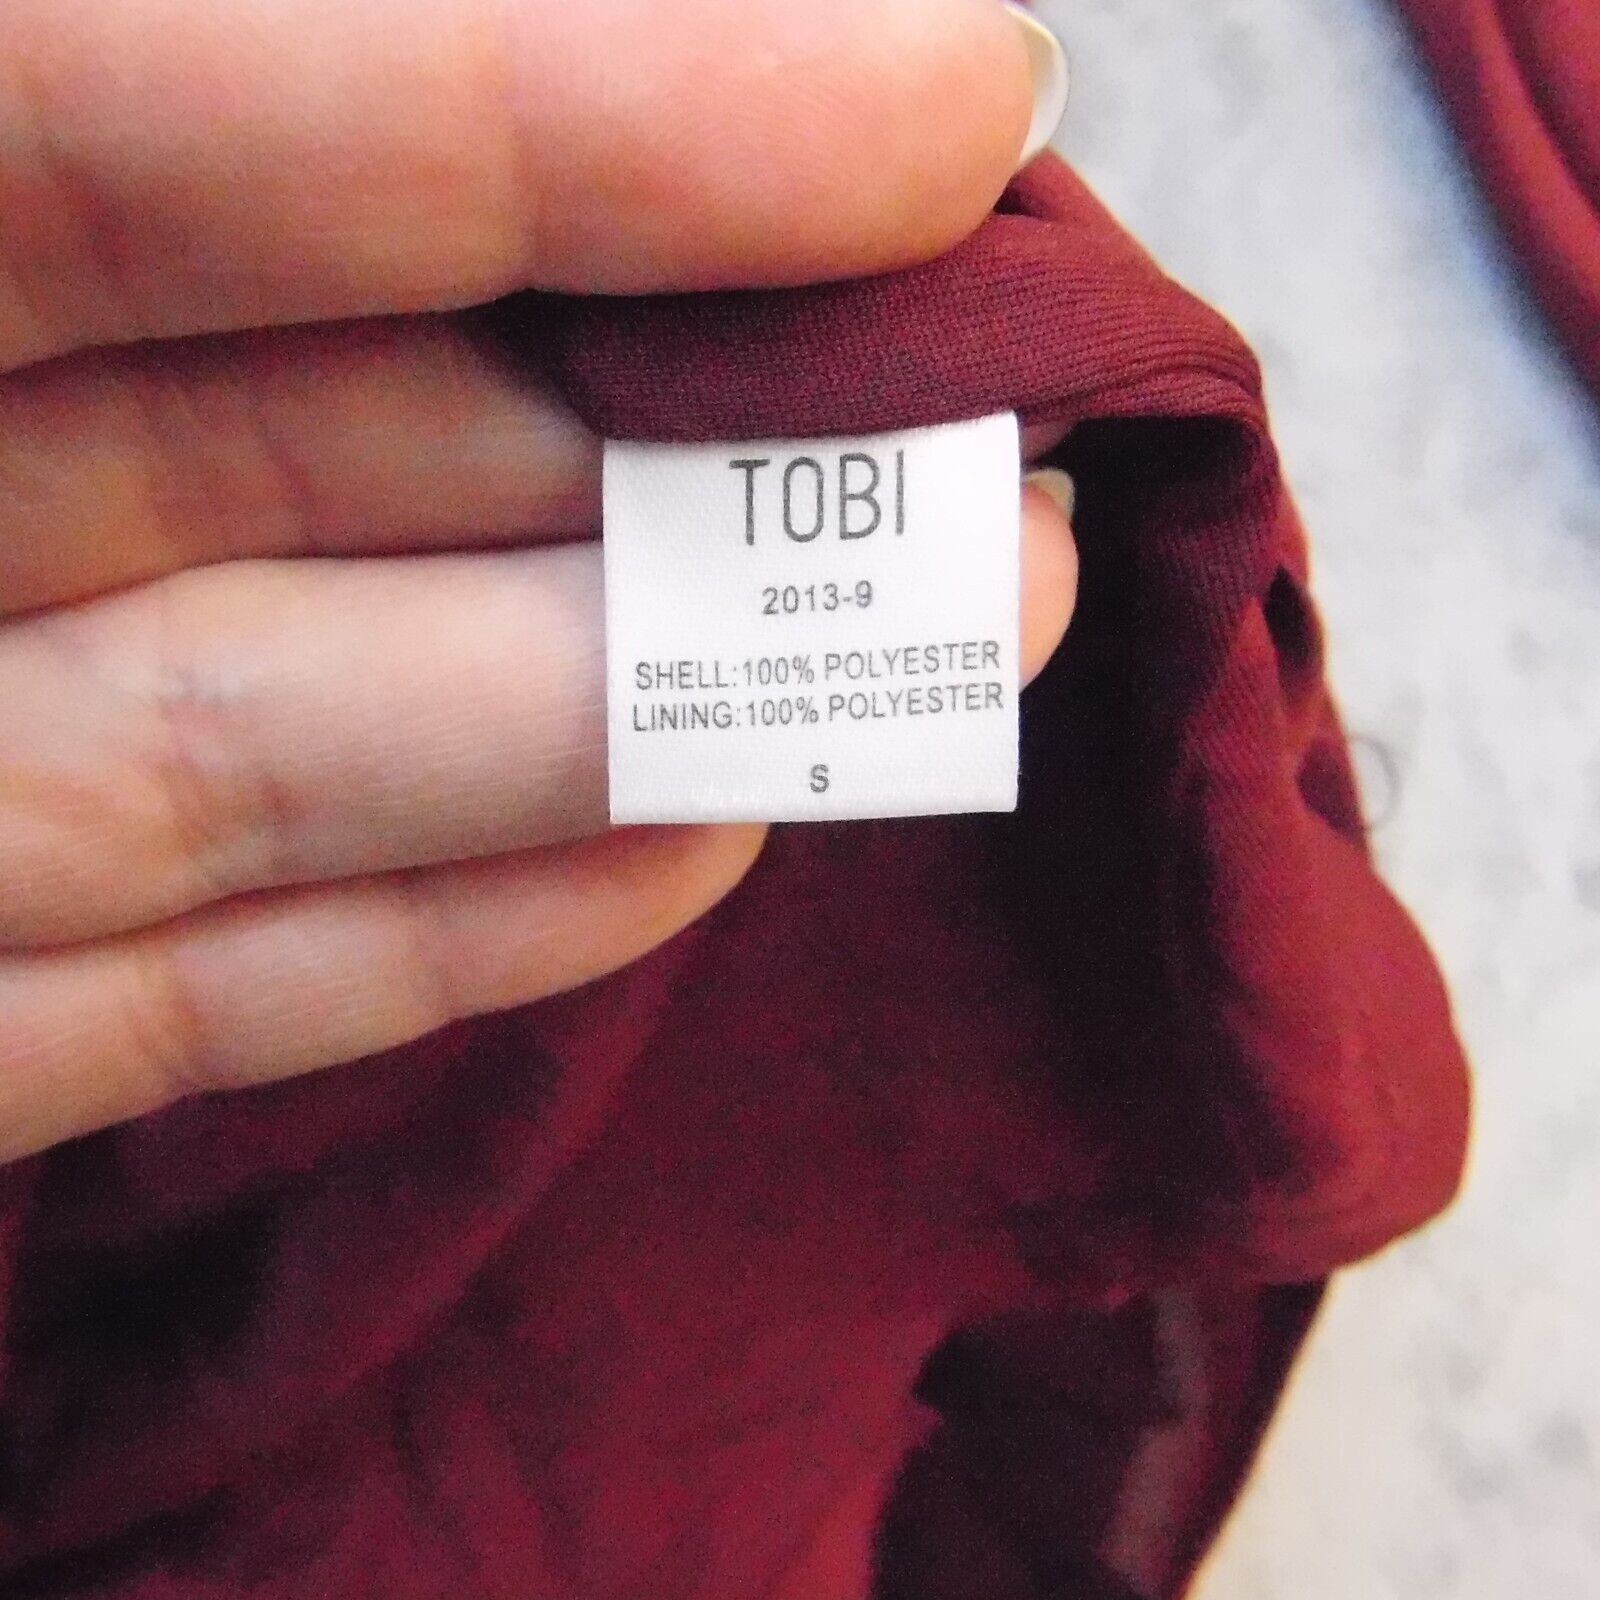 TOBI
2013-9
SHELL:100% POLYESTER
LINING:100% POLYESTER
S